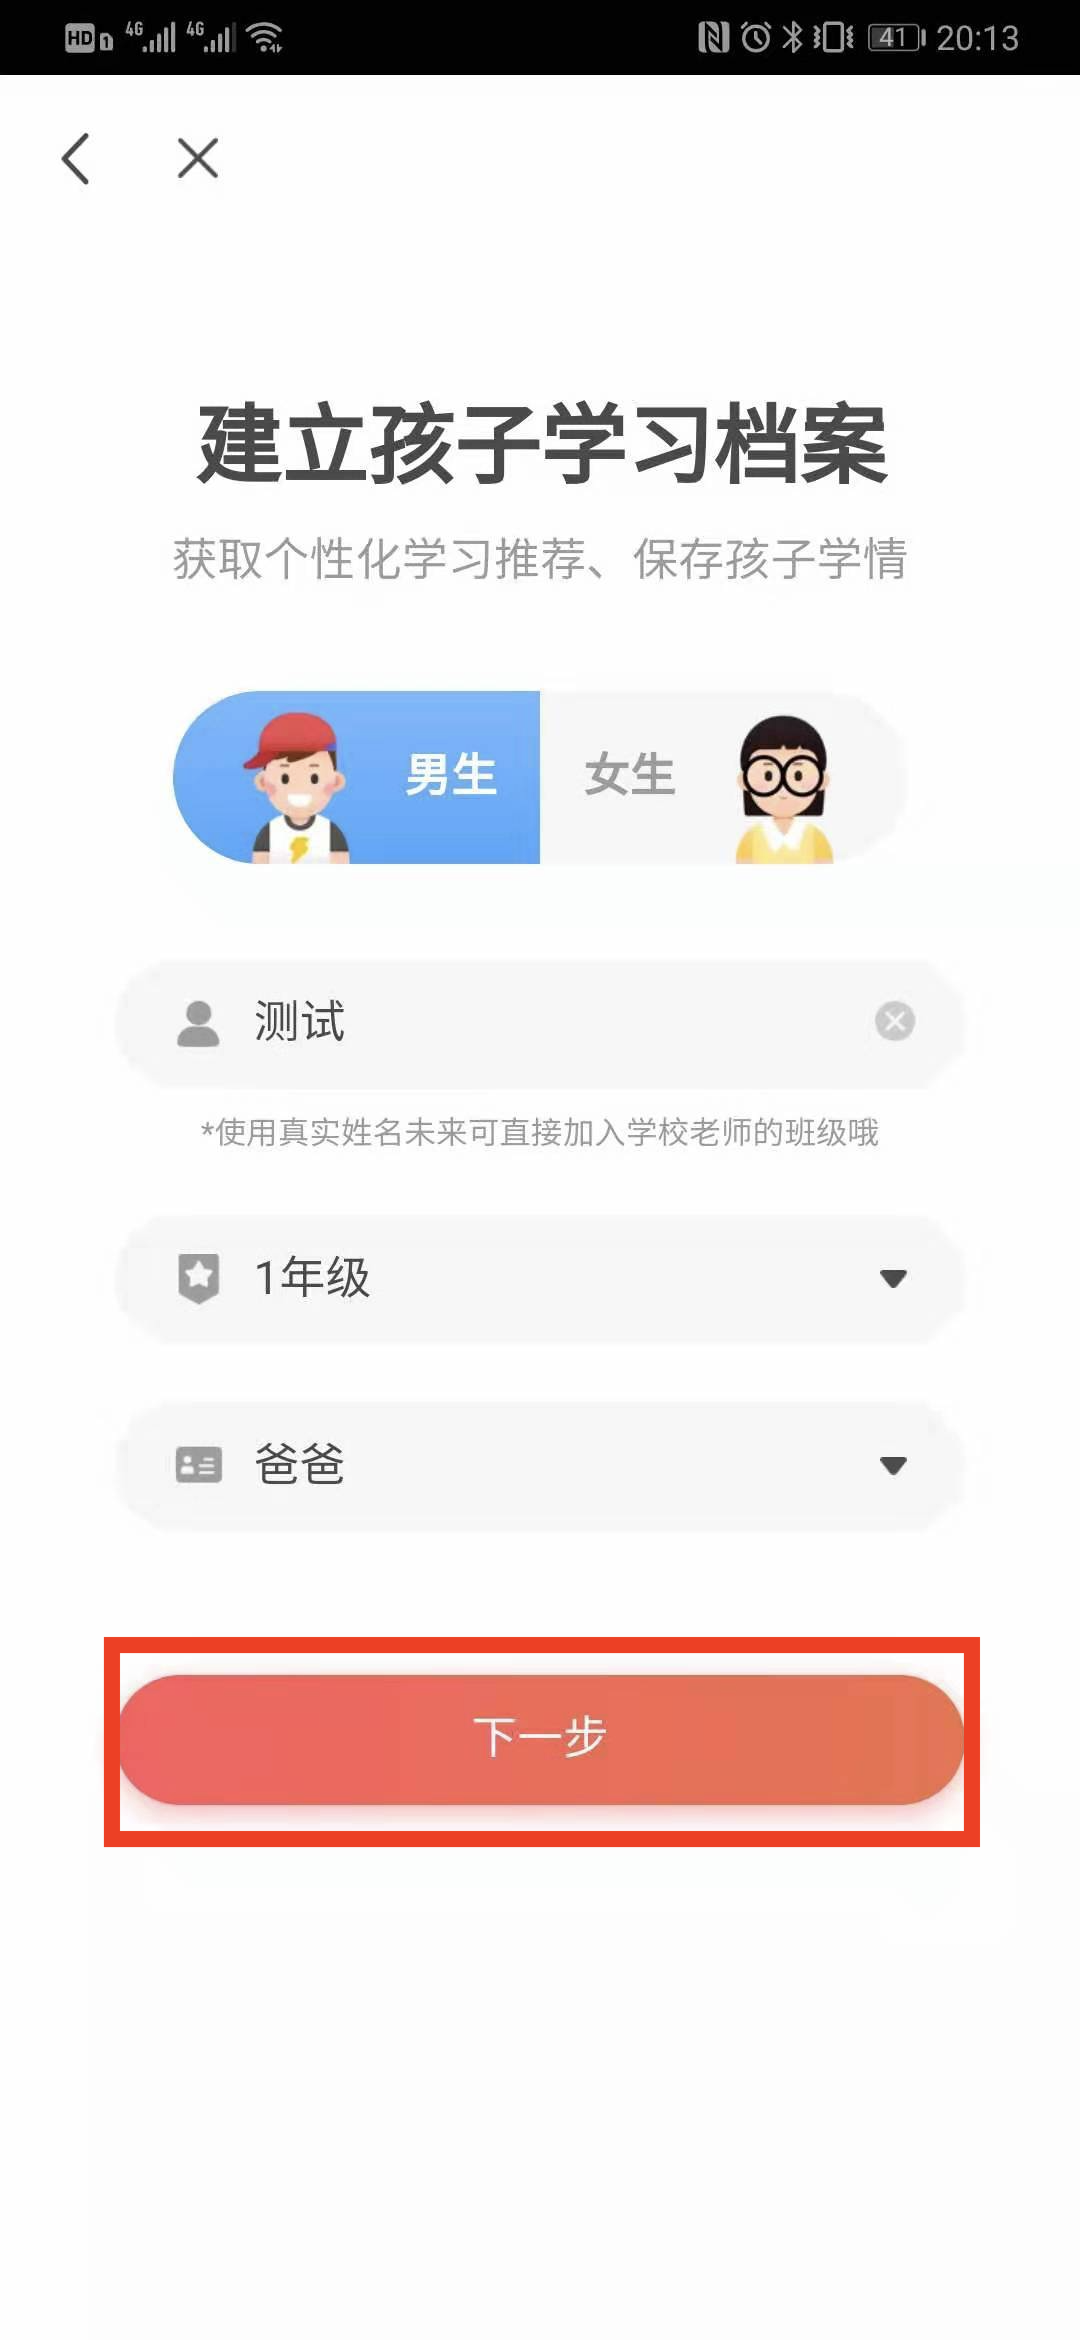 HD 1 4G 4G 41 20:13
建立孩子学习档案
获取个性化学习推荐、保存孩子学情
男生 女生
测试
*使用真实姓名未来可直接加入学校老师的班级哦
1年级
爸爸
下一步